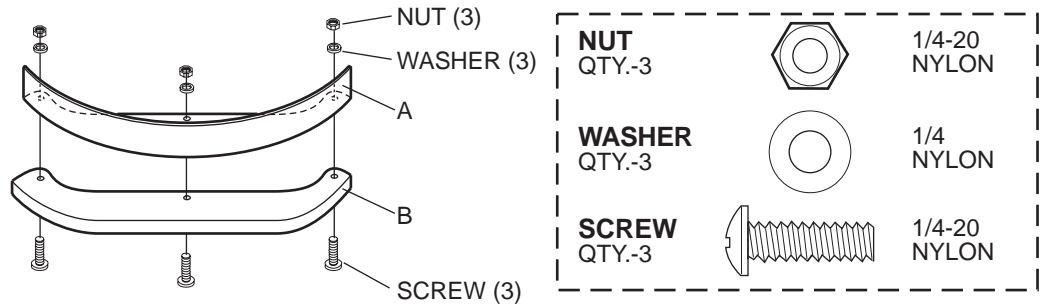 NUT (3)
WASHER (3)
A
B
SCREW (3)
NUT
QTY.-3
1/4-20
NYLON
WASHER
QTY.-3
1/4
NYLON
SCREW
QTY.-3
1/4-20
NYLON